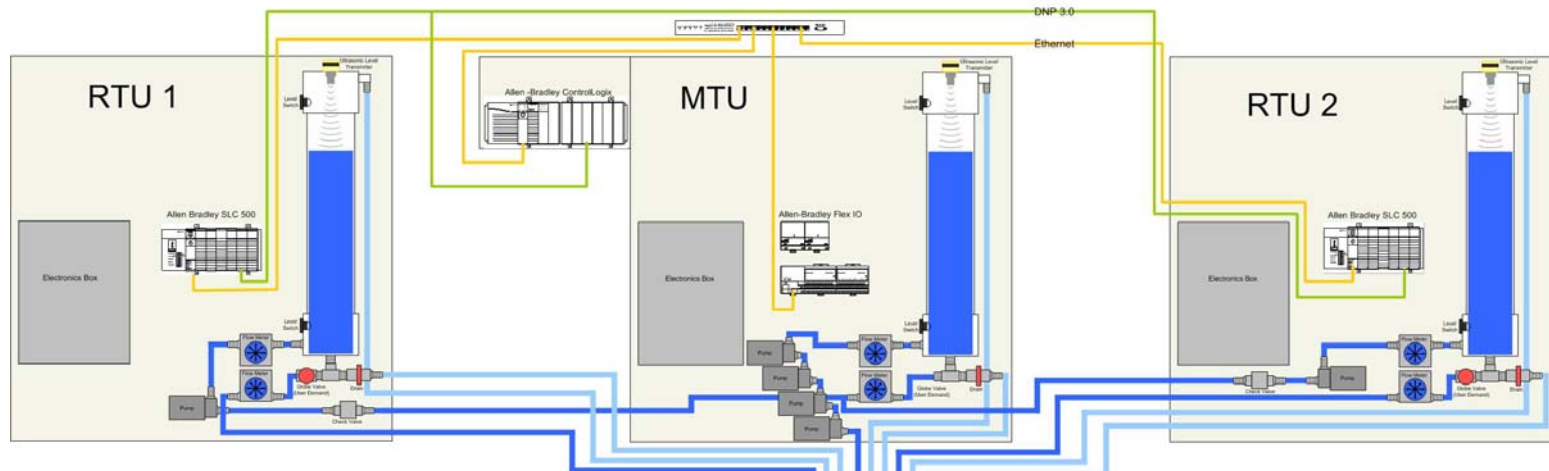 DNP 3.0
Ethernet
RTU 1
Ultrasonic Level
Transmitter
Level
Switch
Allen Bradley SLC 500
Electronics Box
Level
Switch
Flow Meter
Flow Meter
Globe Valve
(User Demand)
Drain
Pump
Check Valve
Allen -Bradley ControlLogix
MTU
Ultrasonic Level
Transmitter
Level
Switch
Allen-Bradley Flex IO
Electronics Box
Level
Switch
Flow Meter
Pump
Pump
Pump
Pump
Flow Meter
Globe Valve
(User Demand)
Drain
RTU 2
Ultrasonic Level
Transmitter
Level
Switch
Allen Bradley SLC 500
Electronics Box
Level
Switch
Flow Meter
Pump
Flow Meter
Check Valve
Globe Valve
(User Demand)
Drain